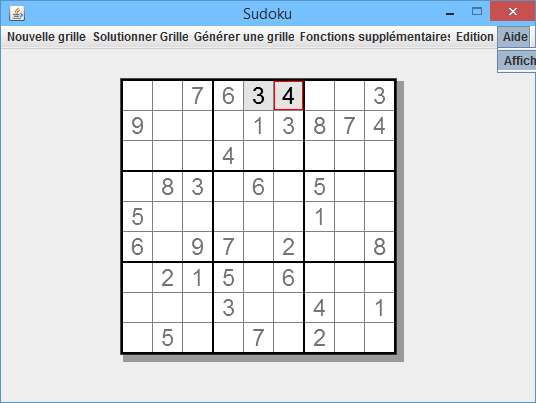 Sudoku
Nouvelle grille Solutionner Grille Générer une grille Fonctions supplémentaires Edition Aide
Affich
7 6 3 4 3
9 1 3 8 7 4
4
8 3 6 5
5 1
6 9 7 2 8
2 1 5 6
3 4 1
5 7 2